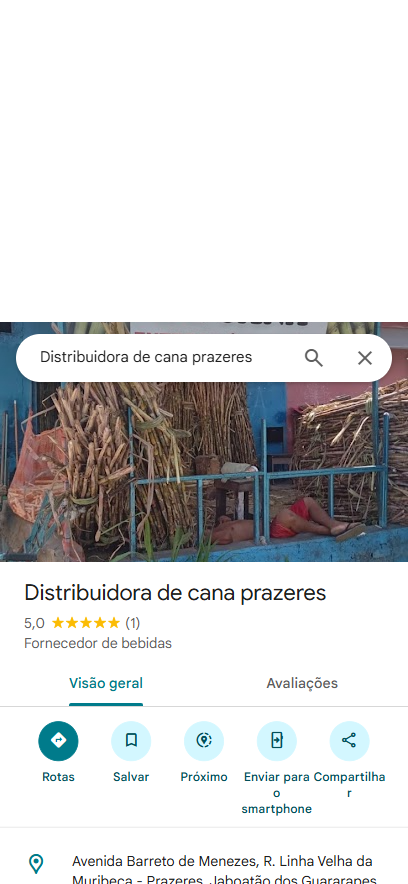 Distribuidora de cana prazeres
Distribuidora de cana prazeres
5,0 (1)
Fornecedor de bebidas
Visão geral
Avaliações
Rotas
Salvar
Próximo
Enviar para o smartphone
Compartilhar
Avenida Barreto de Menezes, R. Linha Velha da
Muribeca - Prazeres, Jaboatão dos Guararapes